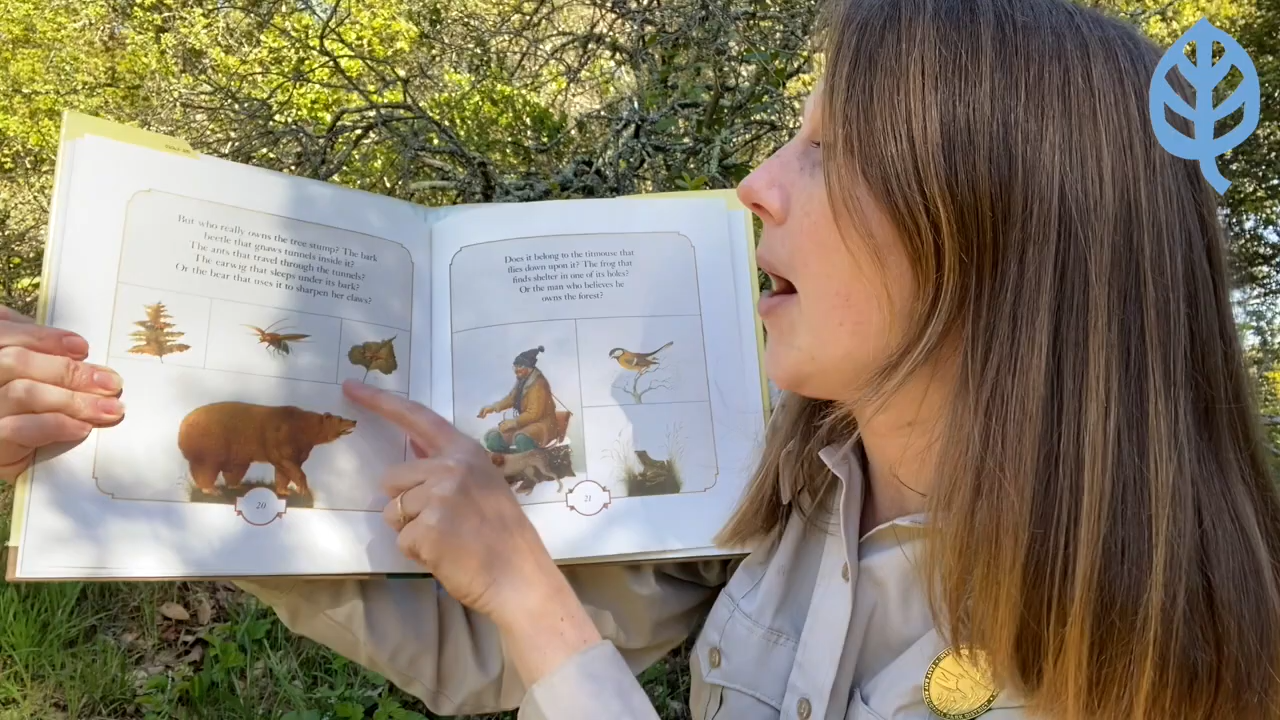 But who really owns the tree stump? The bark
beetle that gnaws tunnels inside it?
The ants that travel through the tunnels?
The earwig that sleeps under its bark?
Or the bear that uses it to sharpen her claws?
20
Does it belong to the titmouse that
flies down upon it? The frog that
finds shelter in one of its holes?
Or the man who believes he
owns the forest?
21